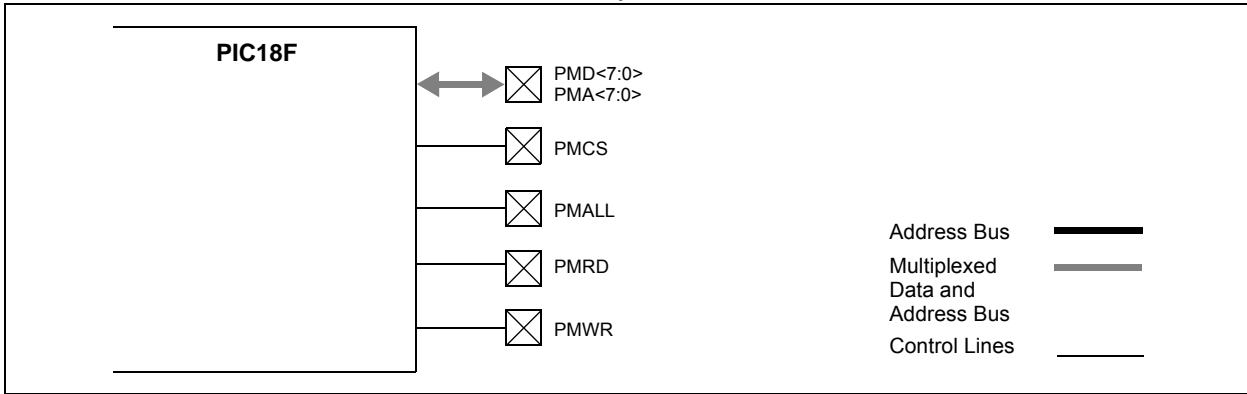 PIC18F
PMD<7:0>
PMA<7:0>
PMCS
PMALL
PMRD
PMWR
Address Bus
Multiplexed
Data and
Address Bus
Control Lines